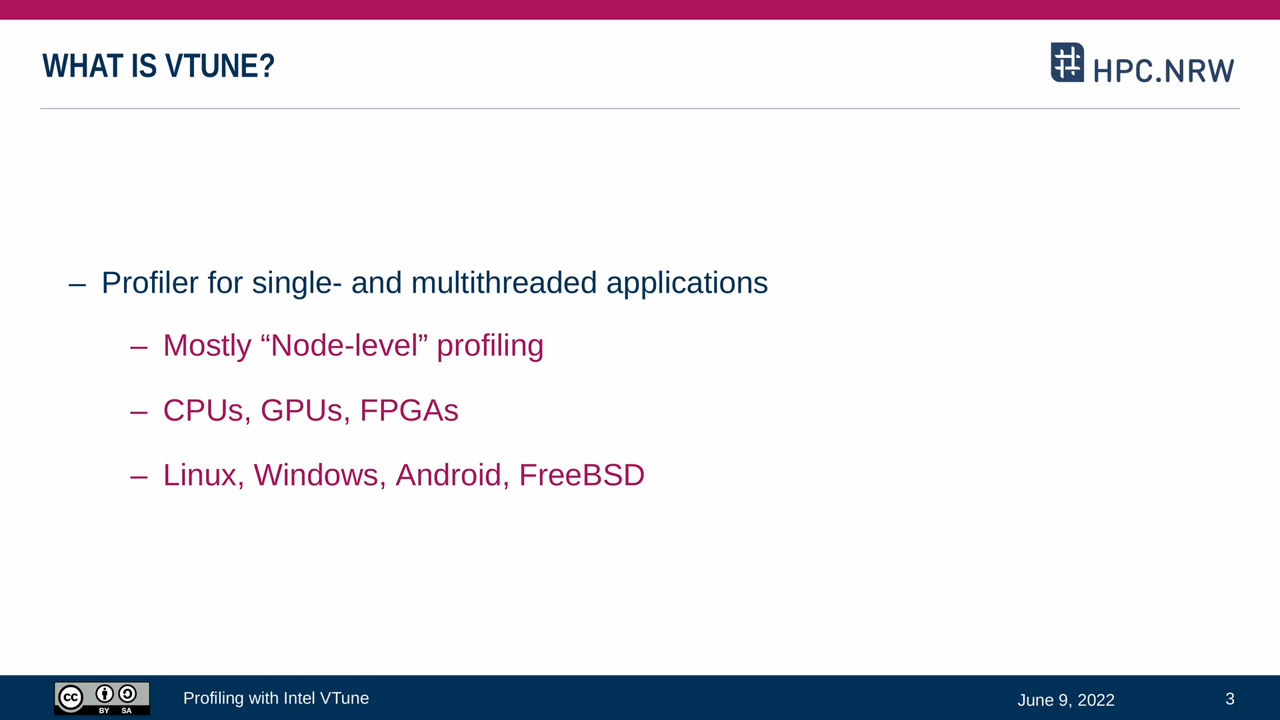 WHAT IS VTUNE?
HPC.NRW
– Profiler for single- and multithreaded applications
– Mostly “Node-level” profiling
– CPUs, GPUs, FPGAs
– Linux, Windows, Android, FreeBSD
cc BY SA
Profiling with Intel VTune
June 9, 2022
3